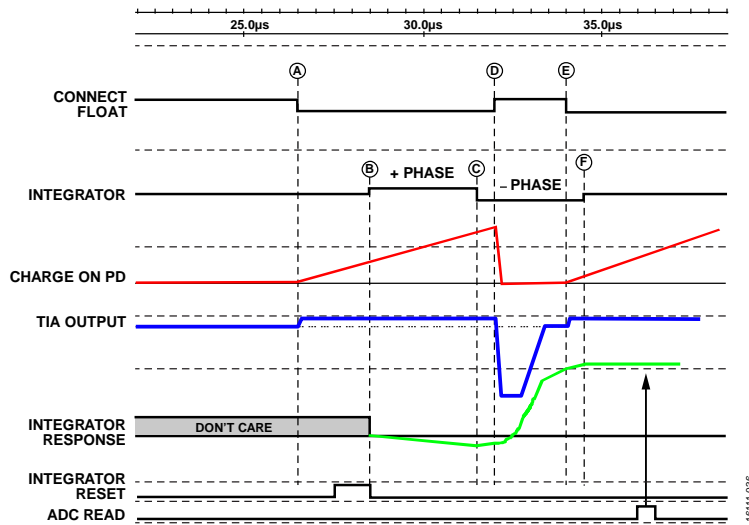 25.0µs 30.0µs 35.0µs
A D E
CONNECT
FLOAT
B + PHASE C – PHASE F
INTEGRATOR
CHARGE ON PD
TIA OUTPUT
INTEGRATOR
RESPONSE
DON'T CARE
INTEGRATOR
RESET
ADC READ